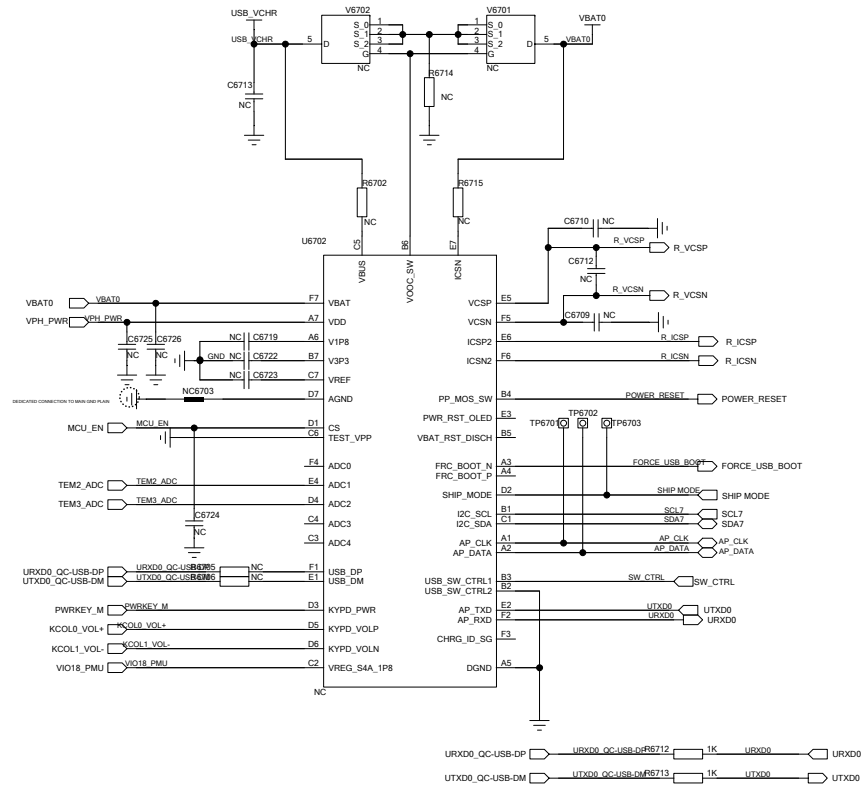 USB_VCHR
V6702
V6701
VBAT0
USB_VCHR
5
D
S_0
S_1
S_2
G
1
2
3
4
NC
1
2
3
4
S_0
S_1
S_2
G
D
5
NC
VBAT0
C6713
NC
R6714
NC
R6702
NC
R6715
NC
U6702
C5
B6
E7
VBUS
VOOC_SW
ICSN
C6710
NC
R_VCSP
R_VCSP
C6712
NC
R_VCSN
R_VCSN
C6709
NC
VBAT0
VBAT0
F7
VBAT
VCSP
E5
VPH_PWR
VPH_PWR
A7
VDD
VCSN
F5
C6725
NC
C6726
NC
NC
C6719
A6
V1P8
ICSP2
E6
R_ICSP
R_ICSP
GND
NC
C6722
B7
V3P3
ICSN2
F6
R_ICSN
R_ICSN
NC
C6723
C7
VREF
DEDICATED CONNECTION TO MAIN GND PLAIN
NC6703
D7
AGND
PP_MOS_SW
B4
POWER_RESET
POWER_RESET
PWR_RST_OLED
E3
TP6701
TP6702
TP6703
MCU_EN
MCU_EN
D1
CS
C6
TEST_VPP
VBAT_RST_DISCH
B5
F4
ADC0
FRC_BOOT_N
A3
FORCE_USB_BOOT
FORCE_USB_BOOT
FRC_BOOT_P
A4
TEM2_ADC
TEM2_ADC
E4
ADC1
SHIP_MODE
D2
SHIP MODE
SHIP MODE
TEM3_ADC
TEM3_ADC
D4
ADC2
I2C_SCL
B1
SCL7
SCL7
C6724
NC
C4
ADC3
I2C_SDA
C1
SDA7
SDA7
C3
ADC4
AP_CLK
A1
AP_CLK
AP_CLK
AP_DATA
A2
AP_DATA
AP_DATA
URXD0_QC-USB-DP
NC
F1
USB_DP
UTXD0_QC-USB-DM
NC
E1
USB_DM
USB_SW_CTRL1
B3
SW_CTRL
SW_CTRL
USB_SW_CTRL2
B2
PWRKEY_M
PWRKEY_M
D3
KYPD_PWR
AP_TXD
E2
UTXD0
UTXD0
AP_RXD
F2
URXD0
URXD0
KCOL0_VOL+
KCOL0_VOL+
D5
KYPD_VOLP
CHRG_ID_SG
F3
KCOL1_VOL-
KCOL1_VOL-
D6
KYPD_VOLN
VIO18_PMU
VIO18_PMU
C2
VREG_S4A_1P8
DGND
A5
NC
URXD0_QC-USB-DP
URXD0_QC-USB-DP
R6712
1K
URXD0
URXD0
UTXD0_QC-USB-DM
UTXD0_QC-USB-DM
R6713
1K
UTXD0
UTXD0